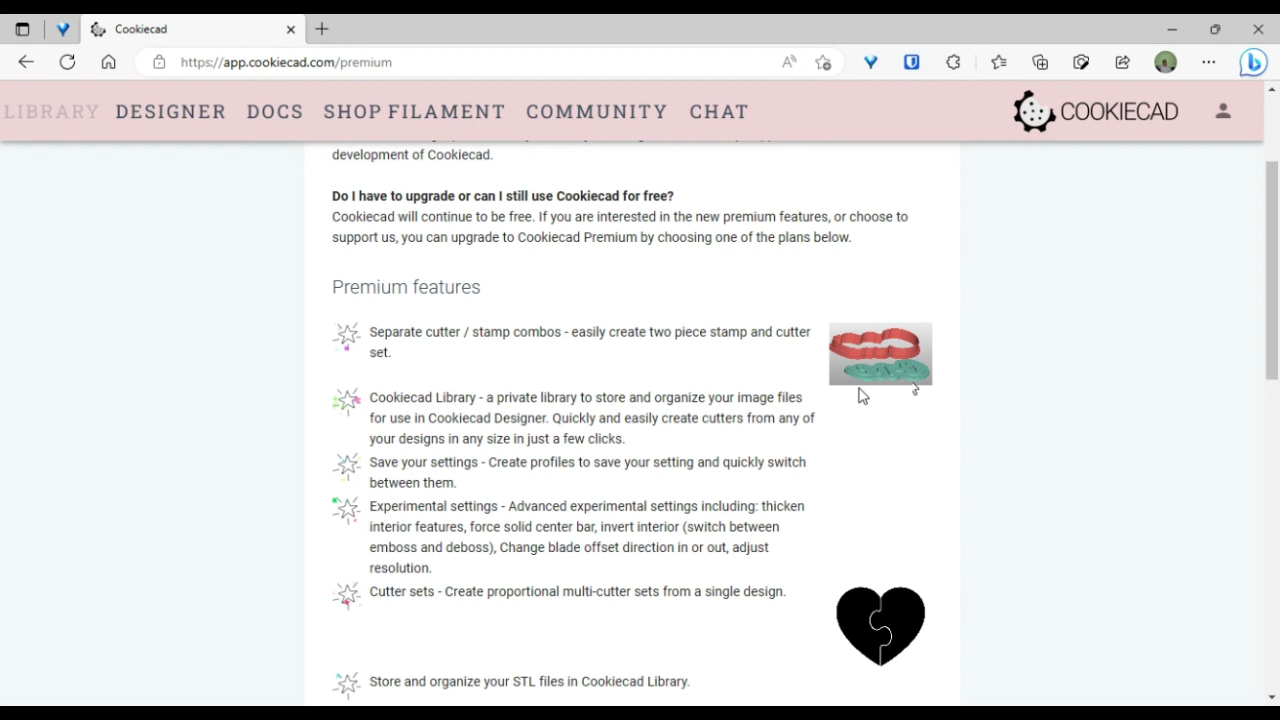 Cookiecad
https://app.cookiecad.com/premium
LIBRARY DESIGNER DOCS SHOP FILAMENT COMMUNITY CHAT COOKIECAD
development of Cookiecad.
Do I have to upgrade or can I still use Cookiecad for free?
Cookiecad will continue to be free. If you are interested in the new premium features, or choose to
support us, you can upgrade to Cookiecad Premium by choosing one of the plans below.
Premium features
Separate cutter / stamp combos - easily create two piece stamp and cutter
set.
Cookiecad Library - a private library to store and organize your image files
for use in Cookiecad Designer. Quickly and easily create cutters from any of
your designs in any size in just a few clicks.
Save your settings - Create profiles to save your setting and quickly switch
between them.
Experimental settings - Advanced experimental settings including: thicken
interior features, force solid center bar, invert interior (switch between
emboss and deboss), Change blade offset direction in or out, adjust
resolution.
Cutter sets - Create proportional multi-cutter sets from a single design.
Store and organize your STL files in Cookiecad Library.